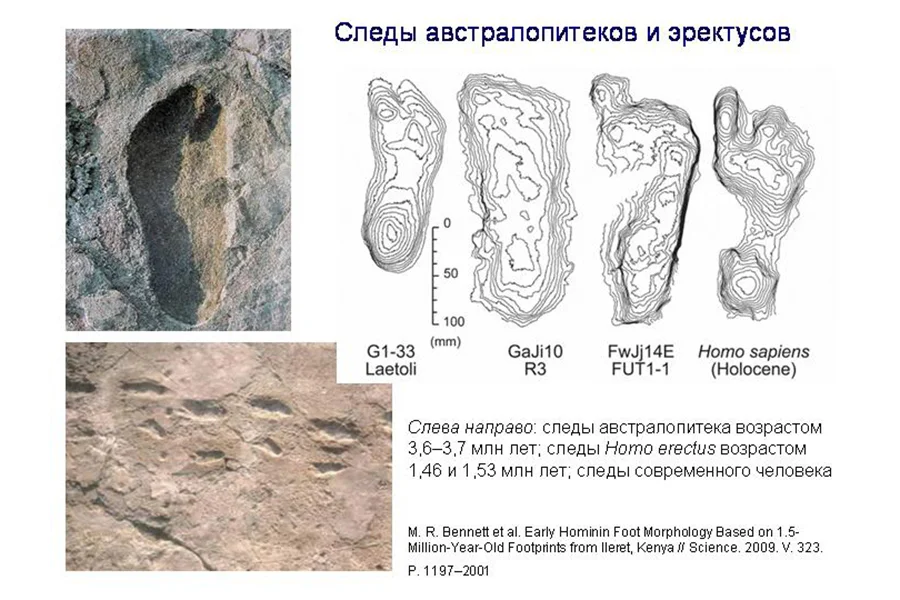 Следы австралопитеков и эректусов
0
50
100
(mm)
G1-33
Laetoli
GaJi10
R3
FwJj14E
FUT1-1
Homo sapiens
(Holocene)
Слева направо: следы австралопитека возрастом
3,6–3,7 млн лет; следы Homo erectus возрастом
1,46 и 1,53 млн лет; следы современного человека
M. R. Bennett et al. Early Hominin Foot Morphology Based on 1.5-
Million-Year-Old Footprints from Ileret, Kenya // Science. 2009. V. 323.
P. 1197–2001